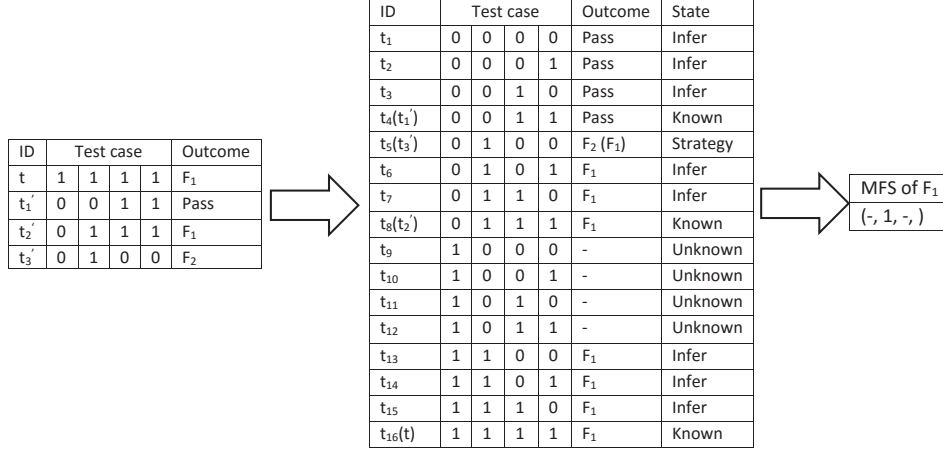 ID Test case Outcome
t 1 1 1 1 F₁
t₁′ 0 0 1 1 Pass
t₂′ 0 1 1 1 F₁
t₃′ 0 1 0 0 F₂
ID Test case Outcome State
t₁ 0 0 0 0 Pass Infer
t₂ 0 0 0 1 Pass Infer
t₃ 0 0 1 0 Pass Infer
t₄(t₁′) 0 0 1 1 Pass Known
t₅(t₃′) 0 1 0 0 F₂ (F₁) Strategy
t₆ 0 1 0 1 F₁ Infer
t₇ 0 1 1 0 F₁ Infer
t₈(t₂′) 0 1 1 1 F₁ Known
t₉ 1 0 0 0 - Unknown
t₁₀ 1 0 0 1 - Unknown
t₁₁ 1 0 1 0 - Unknown
t₁₂ 1 0 1 1 - Unknown
t₁₃ 1 1 0 0 F₁ Infer
t₁₄ 1 1 0 1 F₁ Infer
t₁₅ 1 1 1 0 F₁ Infer
t₁₆(t) 1 1 1 1 F₁ Known
MFS of F₁
(-, 1, -, )